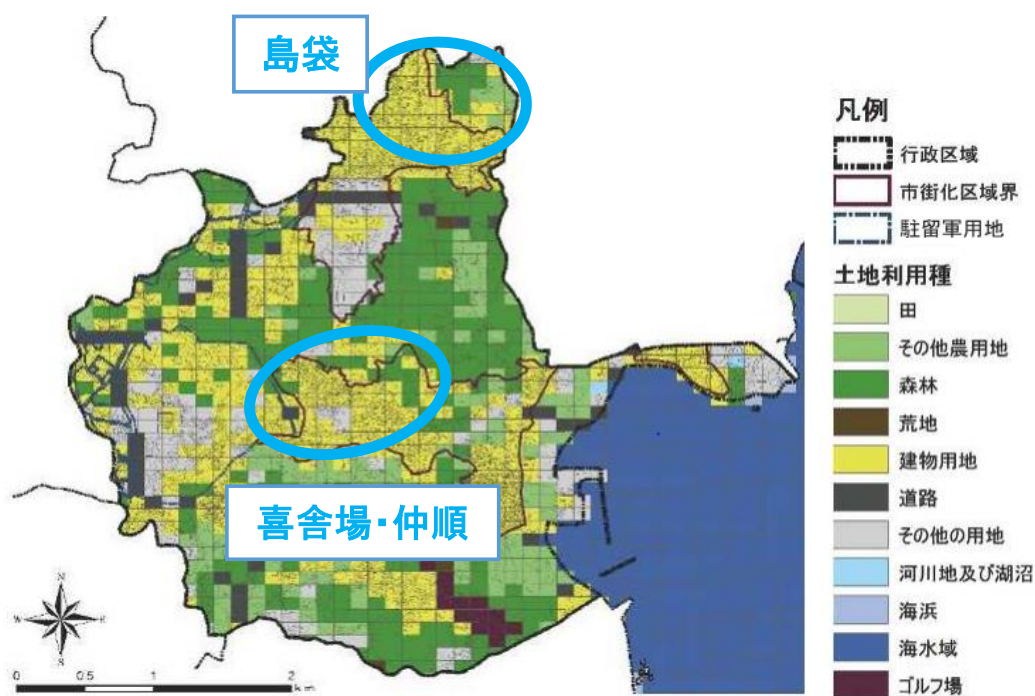 島袋
喜舎場・仲順
凡例
行政区域
市街化区域界
駐留軍用地
土地利用種
田
その他農用地
森林
荒地
建物用地
道路
その他の用地
河川地及び湖沼
海浜
海水域
ゴルフ場
N
W E
S
0 0.5 1 2
km